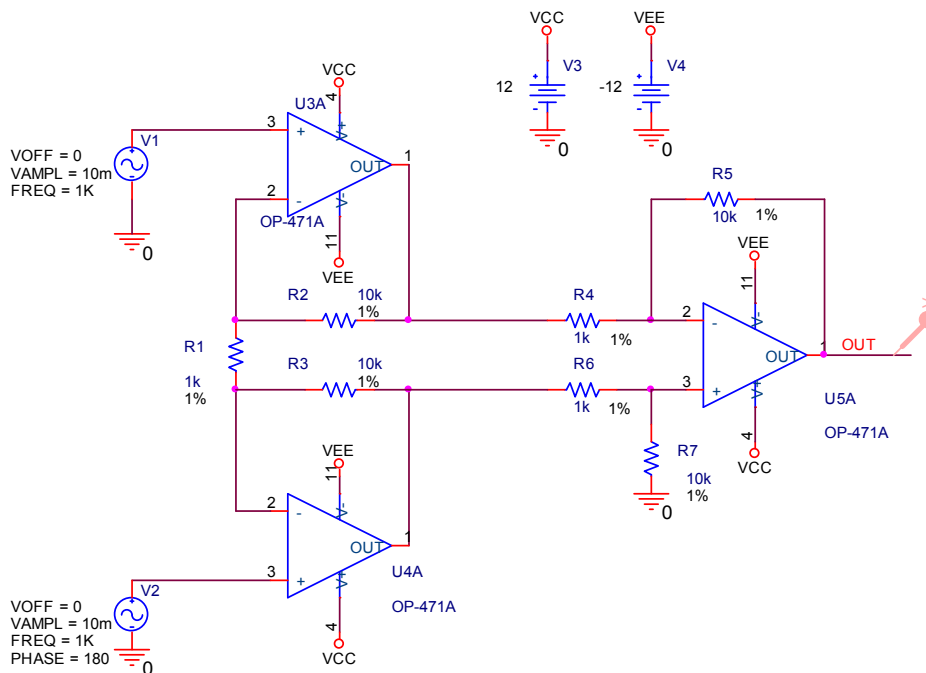 VCC
VEE
VCC
4
U3A
V3
V4
12
-12
0
0
3
+
V+
V1
OUT
1
VOFF = 0
VAMPL = 10m
FREQ = 1K
2
-
V-
OP-471A
0
11
VEE
R5
10k
1%
VEE
11
R2
10k
1%
R4
1k
1%
2
-
V-
OUT
1
OUT
R1
1k
1%
R3
10k
1%
R6
1k
1%
3
+
V+
U5A
OP-471A
4
VCC
R7
10k
1%
0
VEE
11
2
-
V-
OUT
1
3
+
V+
U4A
OP-471A
V2
VOFF = 0
VAMPL = 10m
FREQ = 1K
PHASE = 180
0
4
VCC